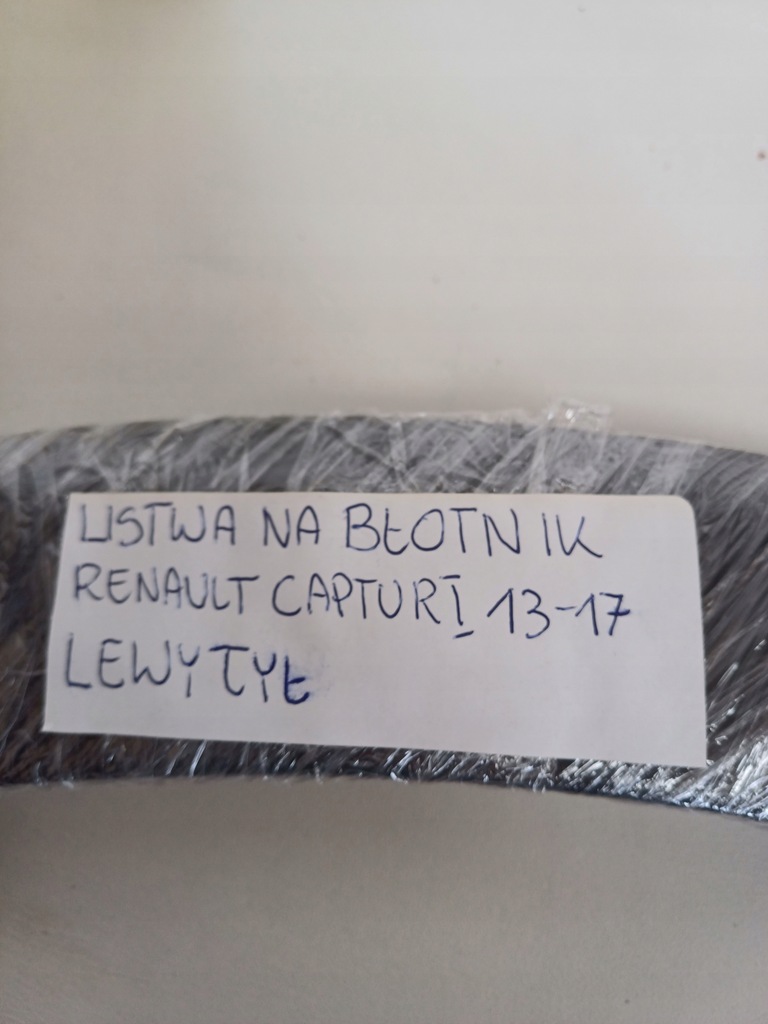 LISTWA NA BŁOTNIK
RENAULT CAPTUR I 13-17
LEWY TYŁ